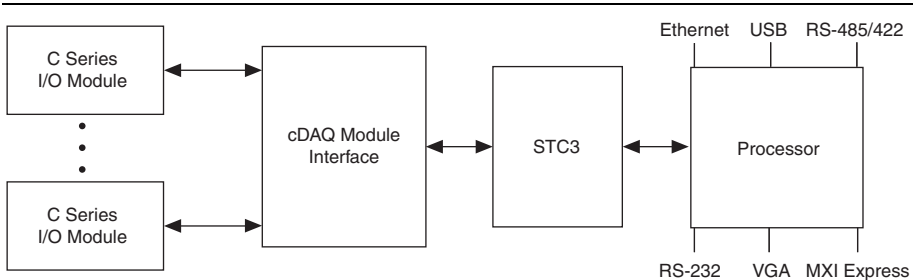 Ethernet USB RS-485/422
C Series
I/O Module
cDAQ Module
Interface
STC3
Processor
C Series
I/O Module
RS-232 VGA MXI Express